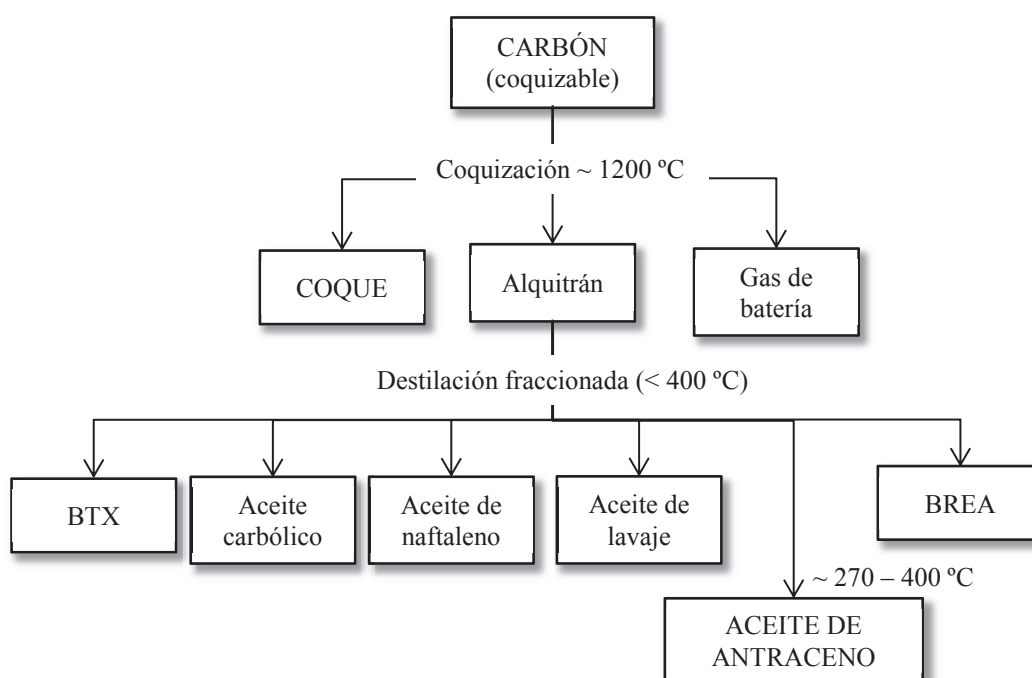 CARBÓN
(coquizable)
Coquización ~ 1200 ºC
COQUE
Alquitrán
Gas de
batería
Destilación fraccionada (< 400 ºC)
BTX
Aceite
carbólico
Aceite de
naftaleno
Aceite de
lavaje
BREA
~ 270 – 400 ºC
ACEITE DE
ANTRACENO